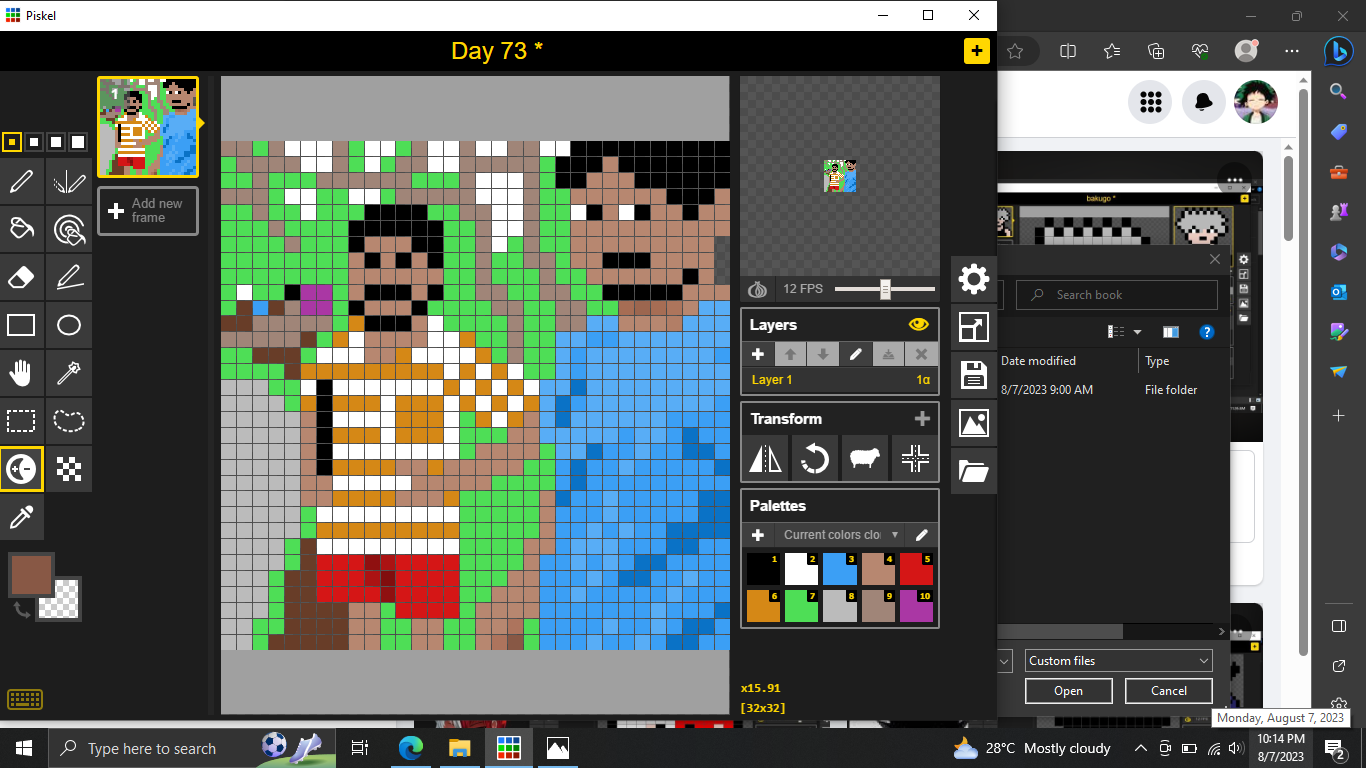 Piskel
Day 73 *
1
Add new
frame
12 FPS
Layers
Layer 1
1α
Transform
Palettes
Current colors clo
1
2
3
4
5
6
7
8
9
10
x15.91
[32x32]
bakugo *
Search book
Date modified
Type
8/7/2023 9:00 AM
File folder
Custom files
Open
Cancel
Monday, August 7, 2023
Type here to search
28°C Mostly cloudy
10:14 PM
8/7/2023
2